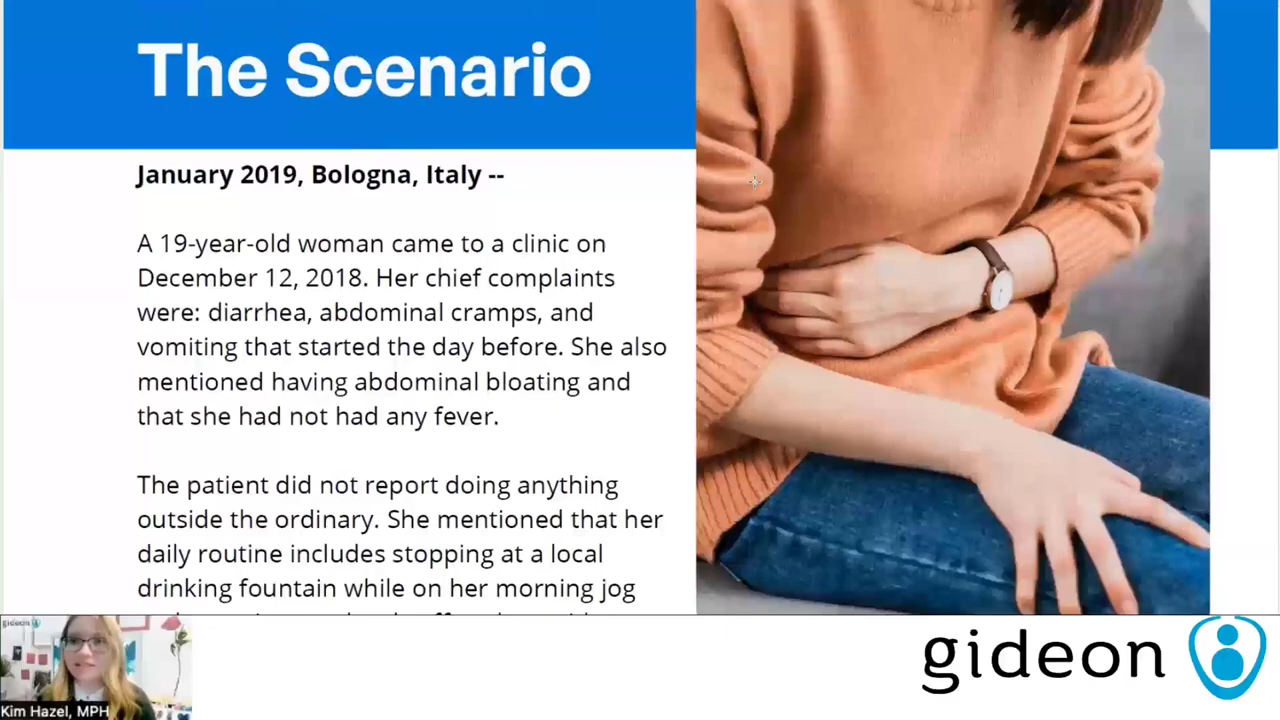 The Scenario
January 2019, Bologna, Italy --
A 19-year-old woman came to a clinic on
December 12, 2018. Her chief complaints
were: diarrhea, abdominal cramps, and
vomiting that started the day before. She also
mentioned having abdominal bloating and
that she had not had any fever.
The patient did not report doing anything
outside the ordinary. She mentioned that her
daily routine includes stopping at a local
drinking fountain while on her morning jog
gideon
Kim Hazel, MPH
gideon